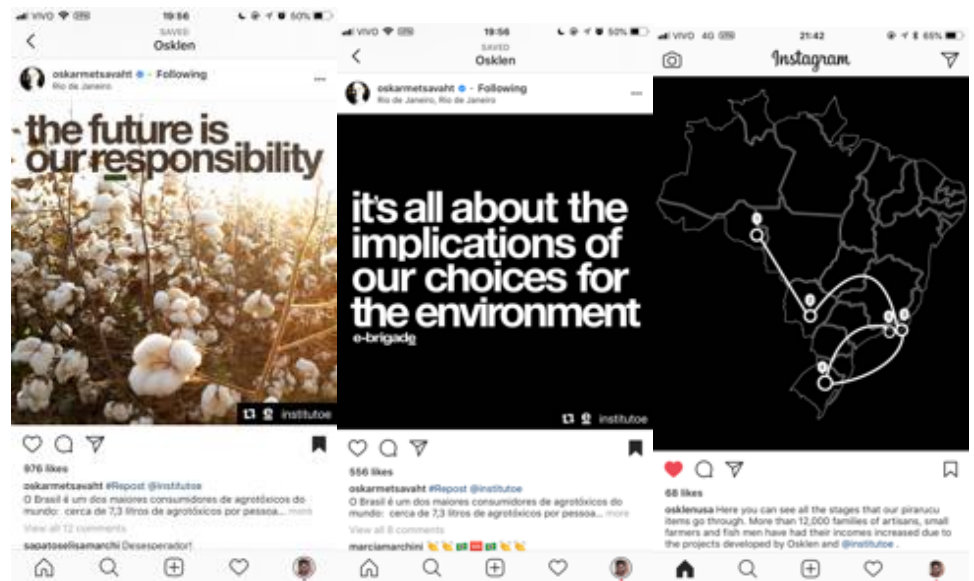 VIVO
19:56
50%
SAVED
Osklen
oskarmetsavaht · Following
Rio de Janeiro
the future is
our responsibility
institutoe
976 likes
oskarmetsavaht #Repost @institutoe
O Brasil é um dos maiores consumidores de agrotóxicos do
mundo: cerca de 7,3 litros de agrotóxicos por pessoa... more
View all 12 comments
sapatoselisamarchi Desesperador!
VIVO
19:56
50%
SAVED
Osklen
oskarmetsavaht · Following
Rio de Janeiro, Rio de Janeiro
it's all about the
implications of
our choices for
the environment
e-brigade
institutoe
556 likes
oskarmetsavaht #Repost @institutoe
O Brasil é um dos maiores consumidores de agrotóxicos do
mundo: cerca de 7,3 litros de agrotóxicos por pessoa... more
View all 8 comments
marciamarchini
VIVO 4G
21:42
65%
Instagram
68 likes
osklenusa Here you can see all the stages that our pirarucu
items go through. More than 12,000 families of artisans, small
farmers and fish men have had their incomes increased due to
the projects developed by Osklen and @institutoe .